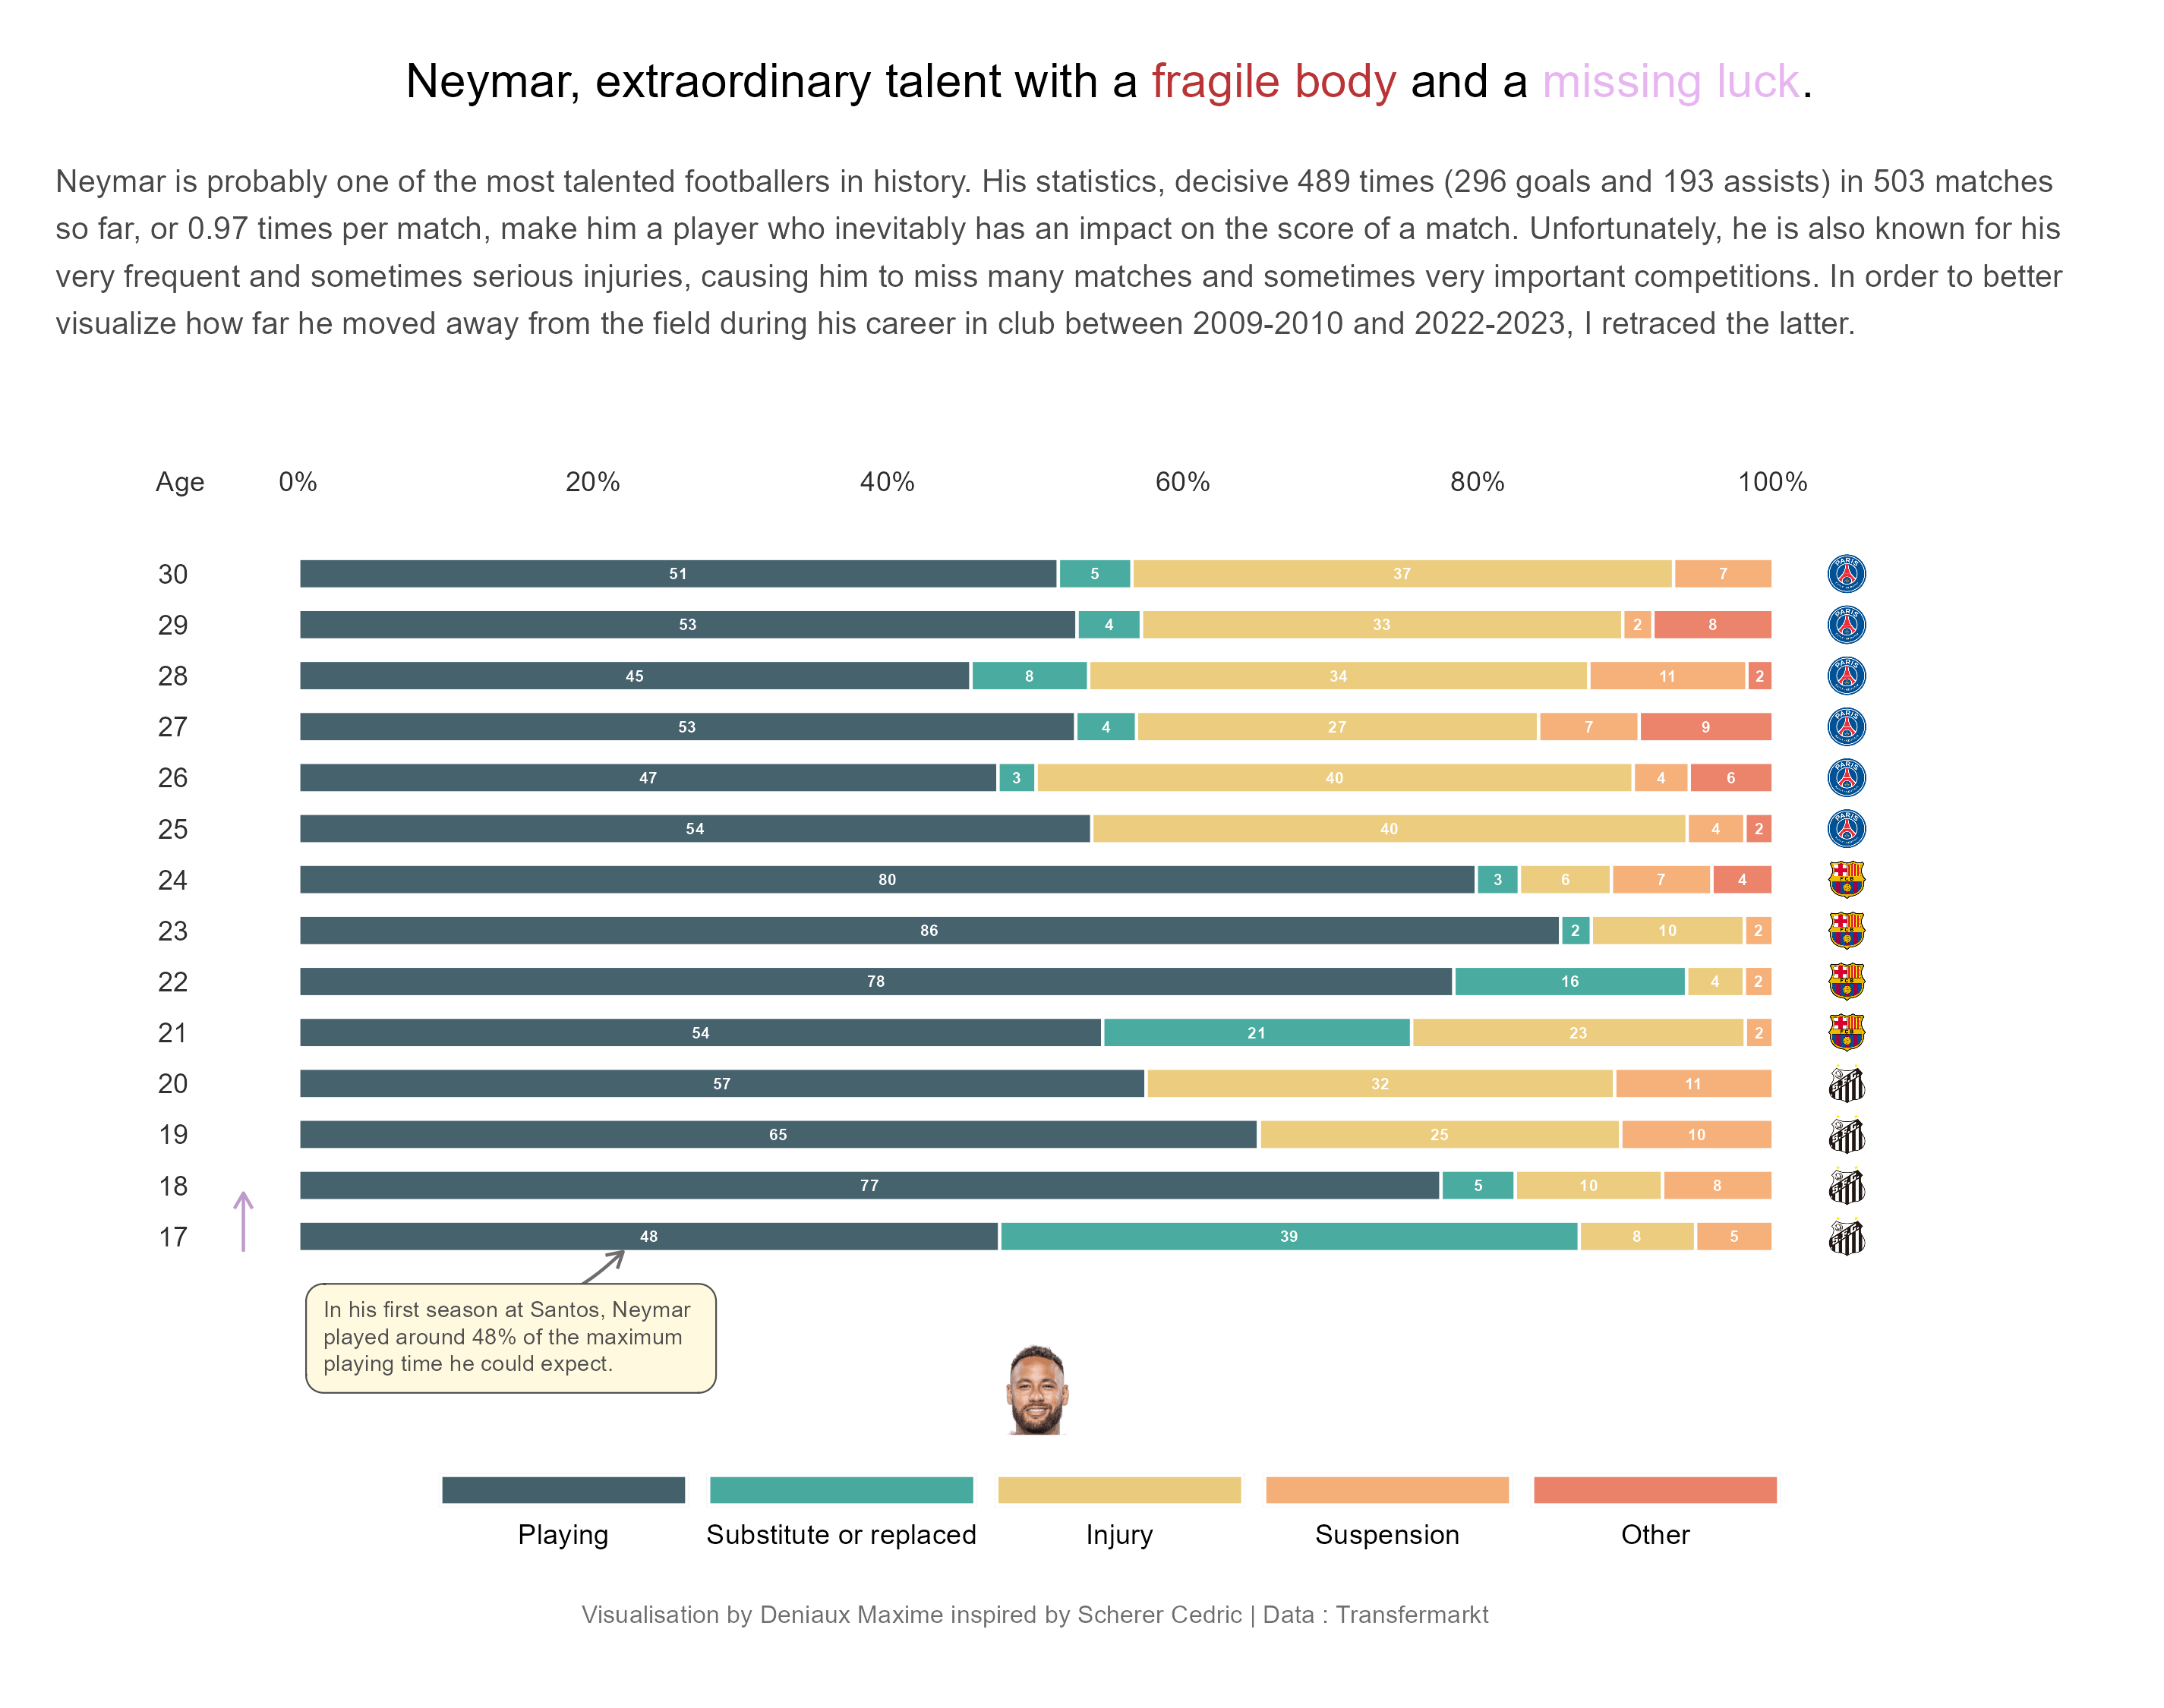 Neymar, extraordinary talent with a fragile body and a missing luck.
Neymar is probably one of the most talented footballers in history. His statistics, decisive 489 times (296 goals and 193 assists) in 503 matches
so far, or 0.97 times per match, make him a player who inevitably has an impact on the score of a match. Unfortunately, he is also known for his
very frequent and sometimes serious injuries, causing him to miss many matches and sometimes very important competitions. In order to better
visualize how far he moved away from the field during his career in club between 2009-2010 and 2022-2023, I retraced the latter.
Age 0% 20% 40% 60% 80% 100%
30 51 5 37 7 PARIS
29 53 4 33 2 8 PARIS
28 45 8 34 11 2 PARIS
27 53 4 27 7 9 PARIS
26 47 3 40 4 6 PARIS
25 54 40 4 2 PARIS
24 80 3 6 7 4 FCB
23 86 2 10 2 FCB
22 78 16 4 2 FCB
21 54 21 23 2 FCB
20 57 32 11
19 65 25 10
18 77 5 10 8
17 48 39 8 5
In his first season at Santos, Neymar
played around 48% of the maximum
playing time he could expect.
Playing Substitute or replaced Injury Suspension Other
Visualisation by Deniaux Maxime inspired by Scherer Cedric | Data : Transfermarkt